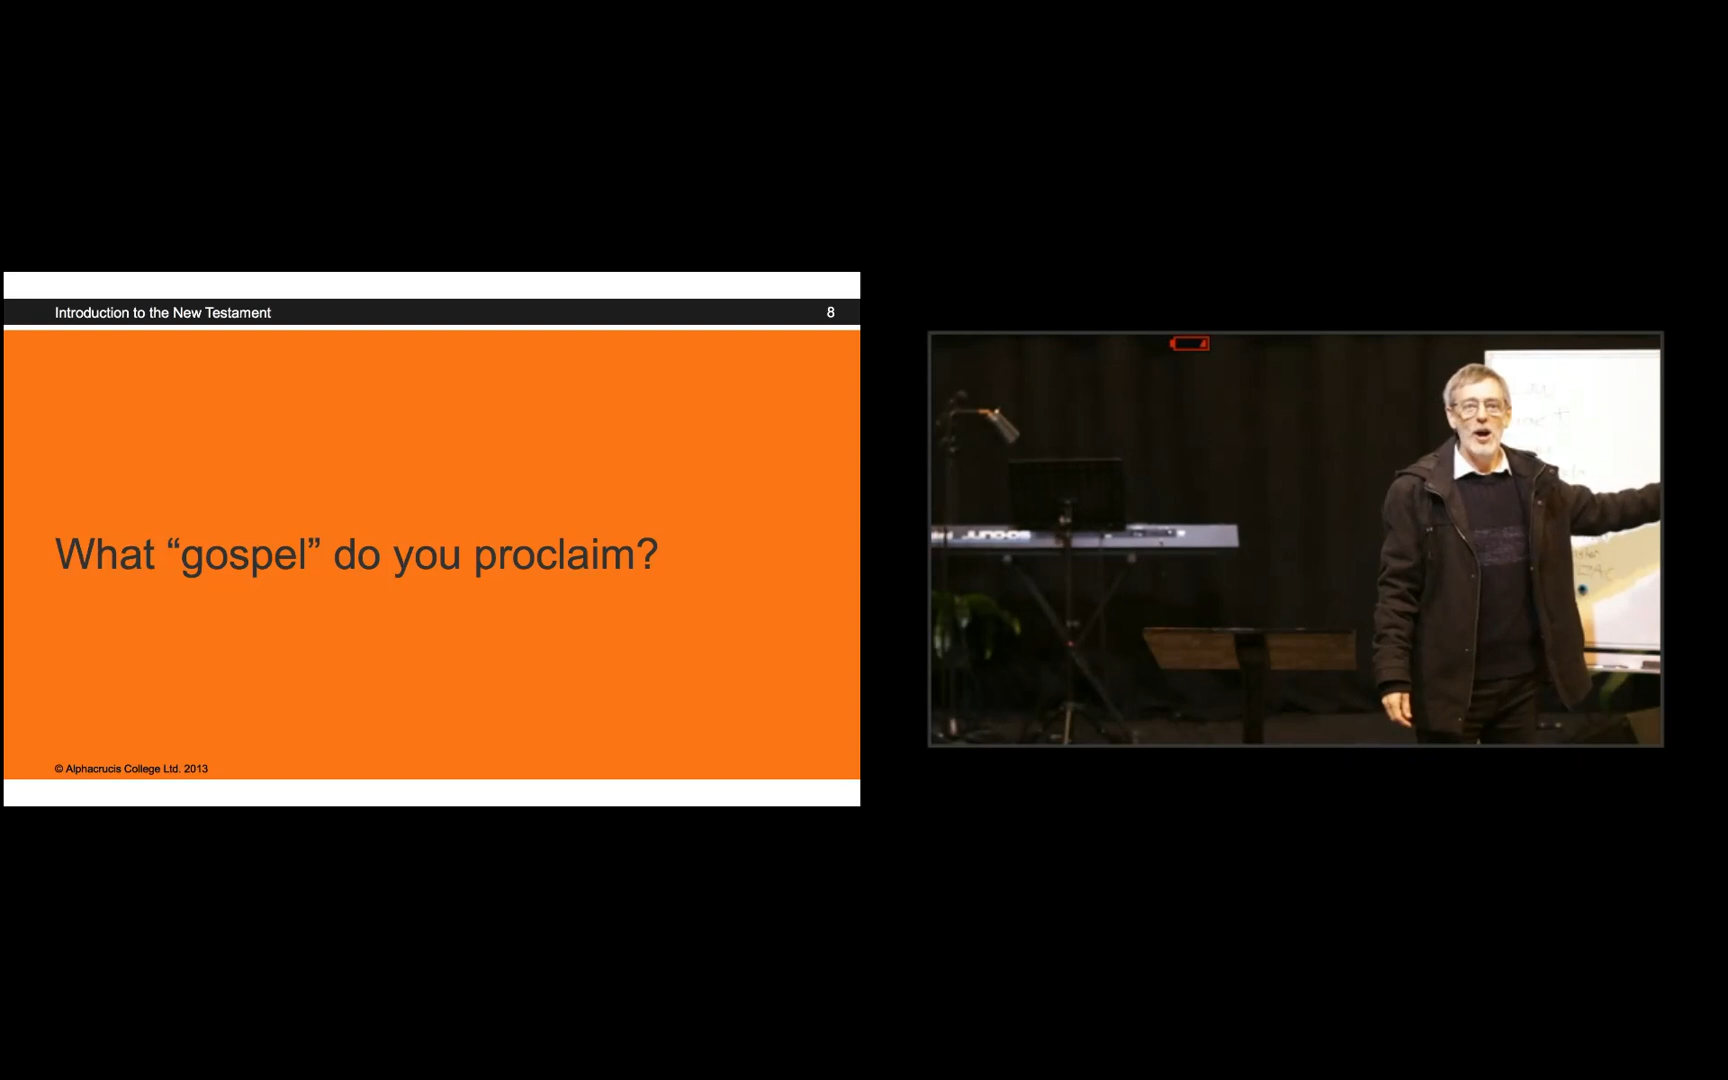 Introduction to the New Testament
8
What “gospel” do you proclaim?
© Alphacrucis College Ltd. 2013